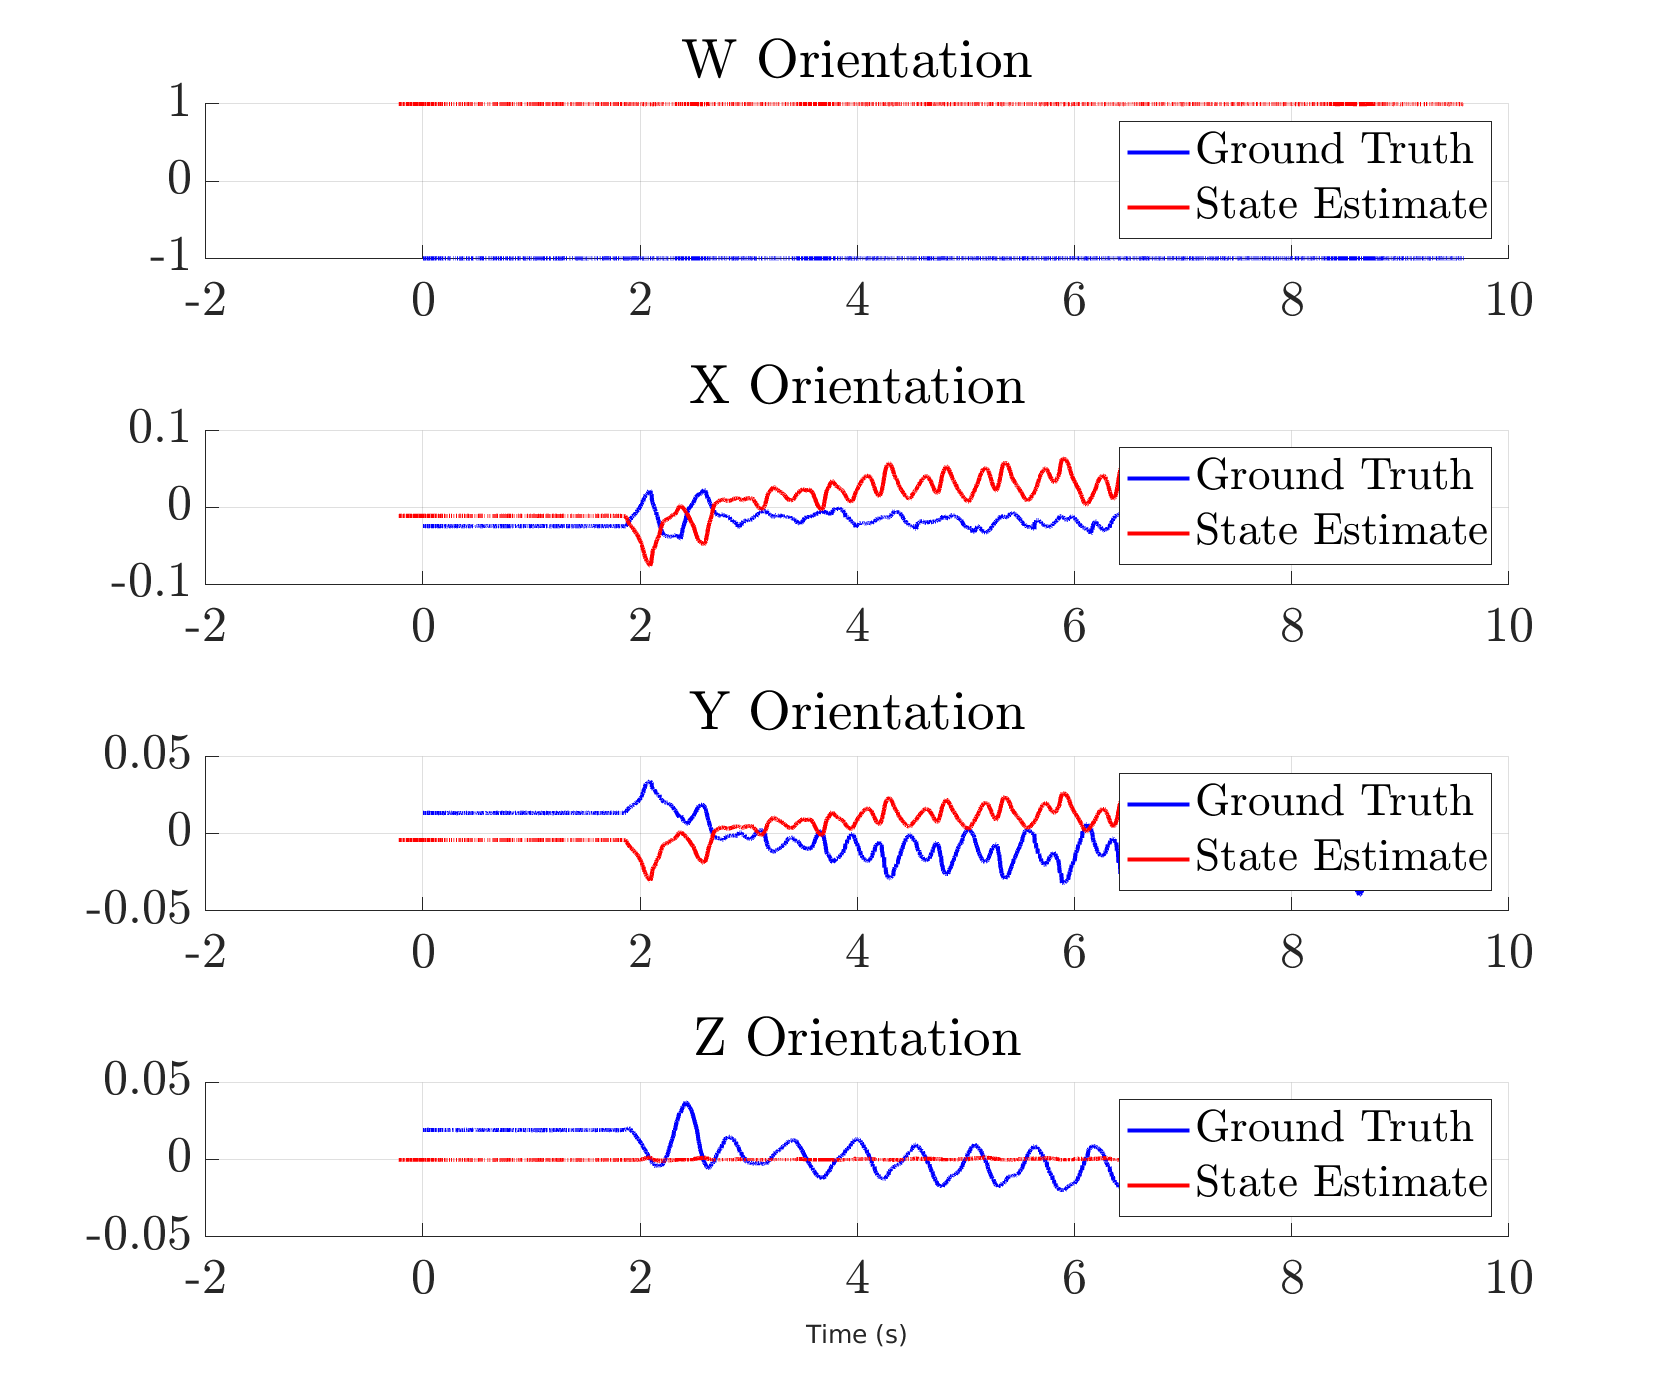 W Orientation
1
0
-1
Ground Truth
State Estimate
-2 0 2 4 6 8 10
X Orientation
0.1
0
-0.1
Ground Truth
State Estimate
-2 0 2 4 6 8 10
Y Orientation
0.05
0
-0.05
Ground Truth
State Estimate
-2 0 2 4 6 8 10
Z Orientation
0.05
0
-0.05
Ground Truth
State Estimate
-2 0 2 4 6 8 10
Time (s)